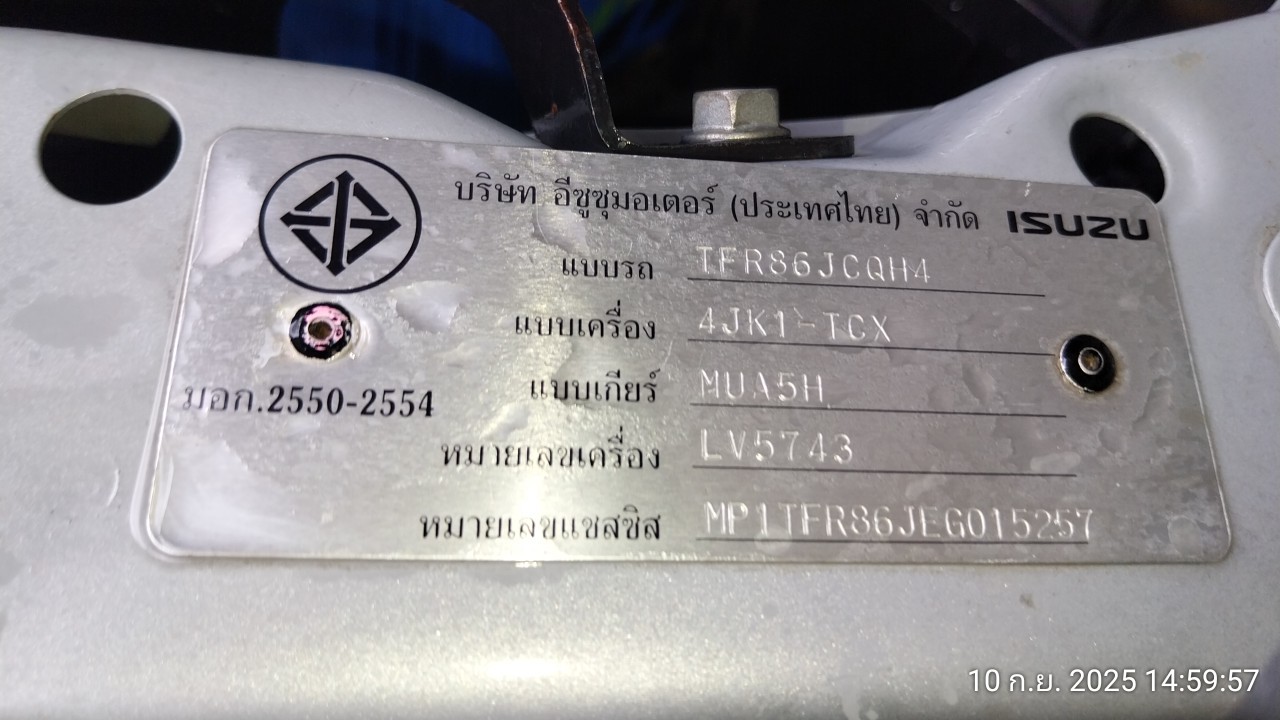 บริษัท อีซูซุมอเตอร์ (ประเทศไทย) จำกัด ISUZU
แบบรถ TFR86JCQH4
แบบเครื่อง 4JK1-TCX
แบบเกียร์ MUA5H
มอก.2550-2554
หมายเลขเครื่อง LV5743
หมายเลขแชสซิส MP1TFR86JEG015257
10 ก.ย. 2025 14:59:57